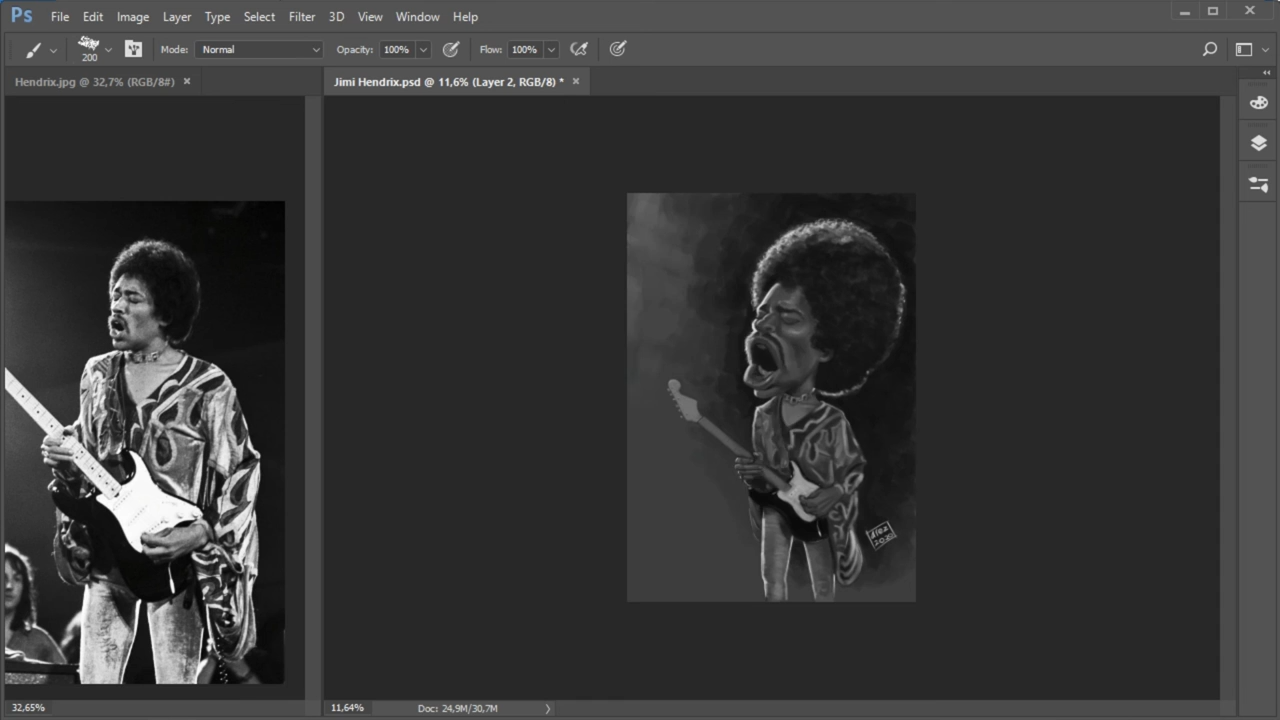 Ps File Edit Image Layer Type Select Filter 3D View Window Help
200 Mode: Normal Opacity: 100% Flow: 100%
Hendrix.jpg @ 32,7% (RGB/8#) ×
Jimi Hendrix.psd @ 11,6% (Layer 2, RGB/8) * ×
32,65%
11,64% Doc: 24,9M/30,7M